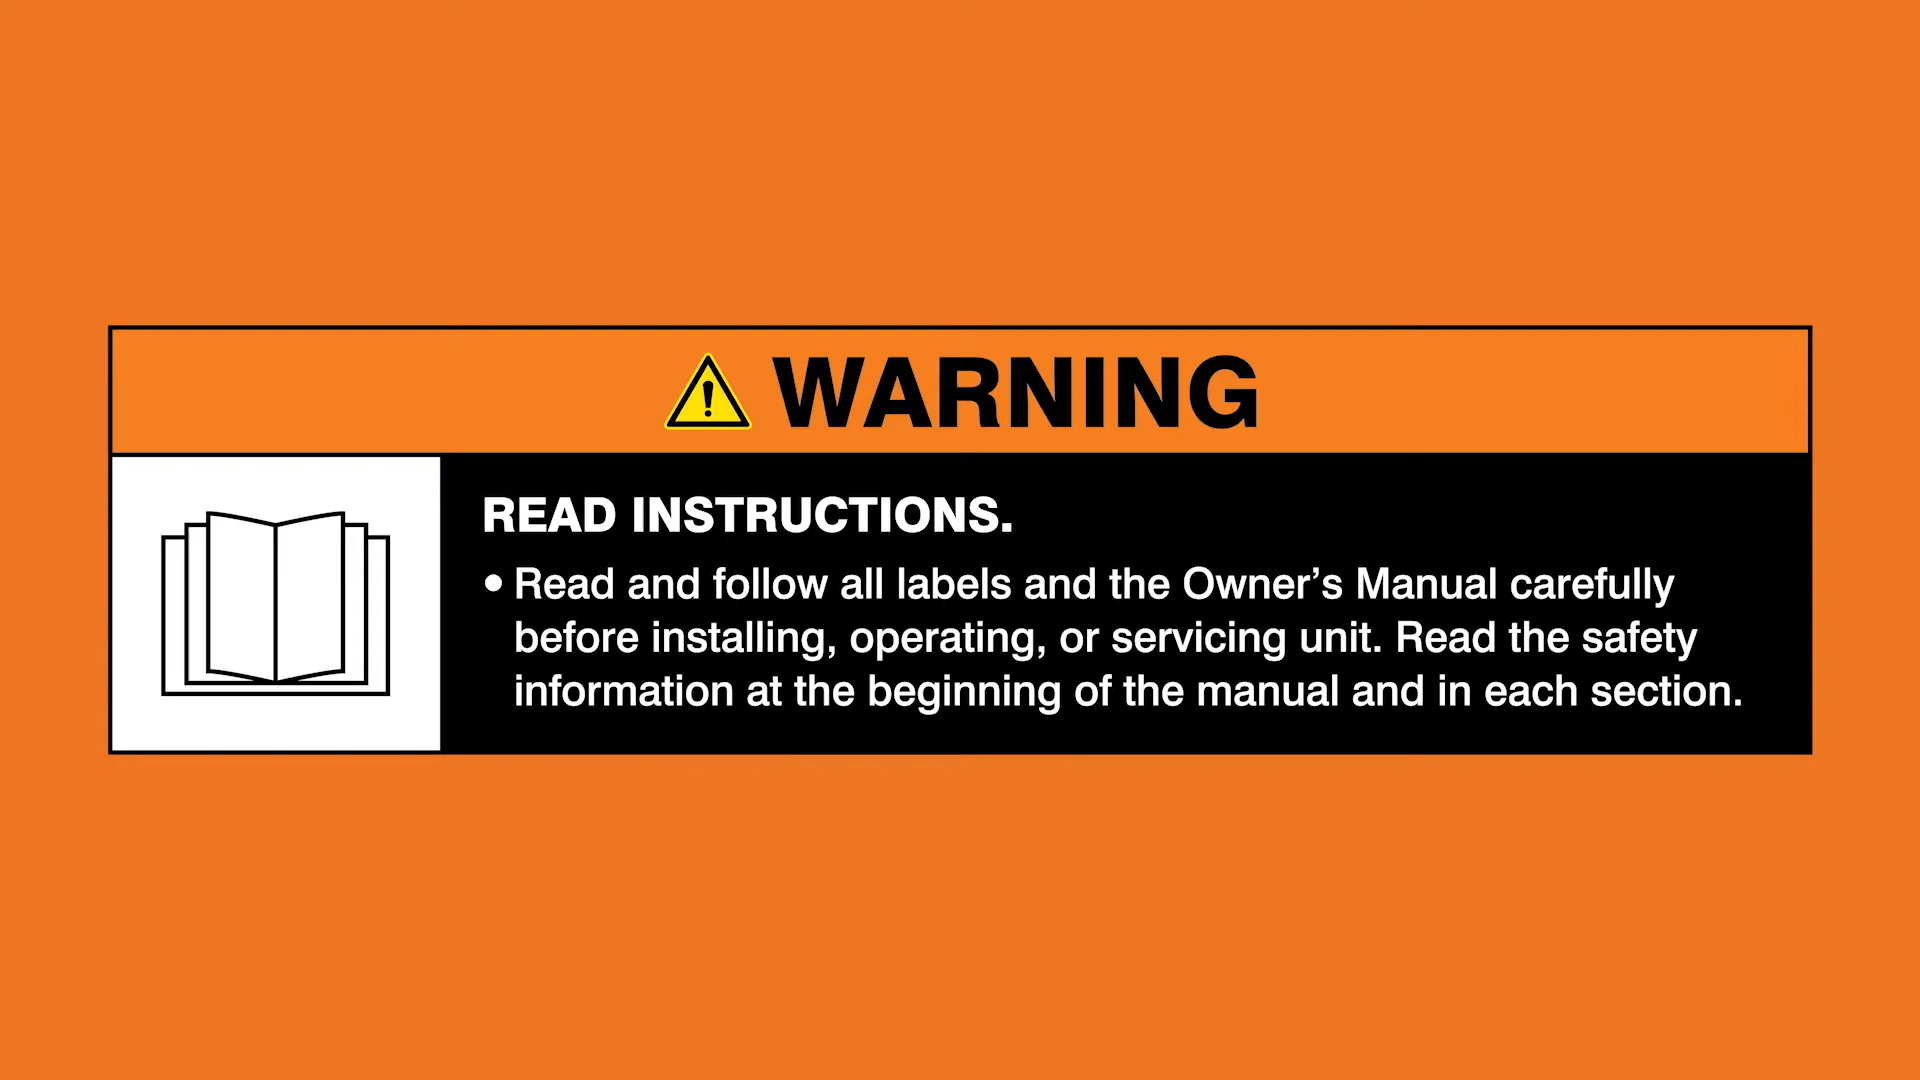 WARNING
READ INSTRUCTIONS.
• Read and follow all labels and the Owner’s Manual carefully
before installing, operating, or servicing unit. Read the safety
information at the beginning of the manual and in each section.